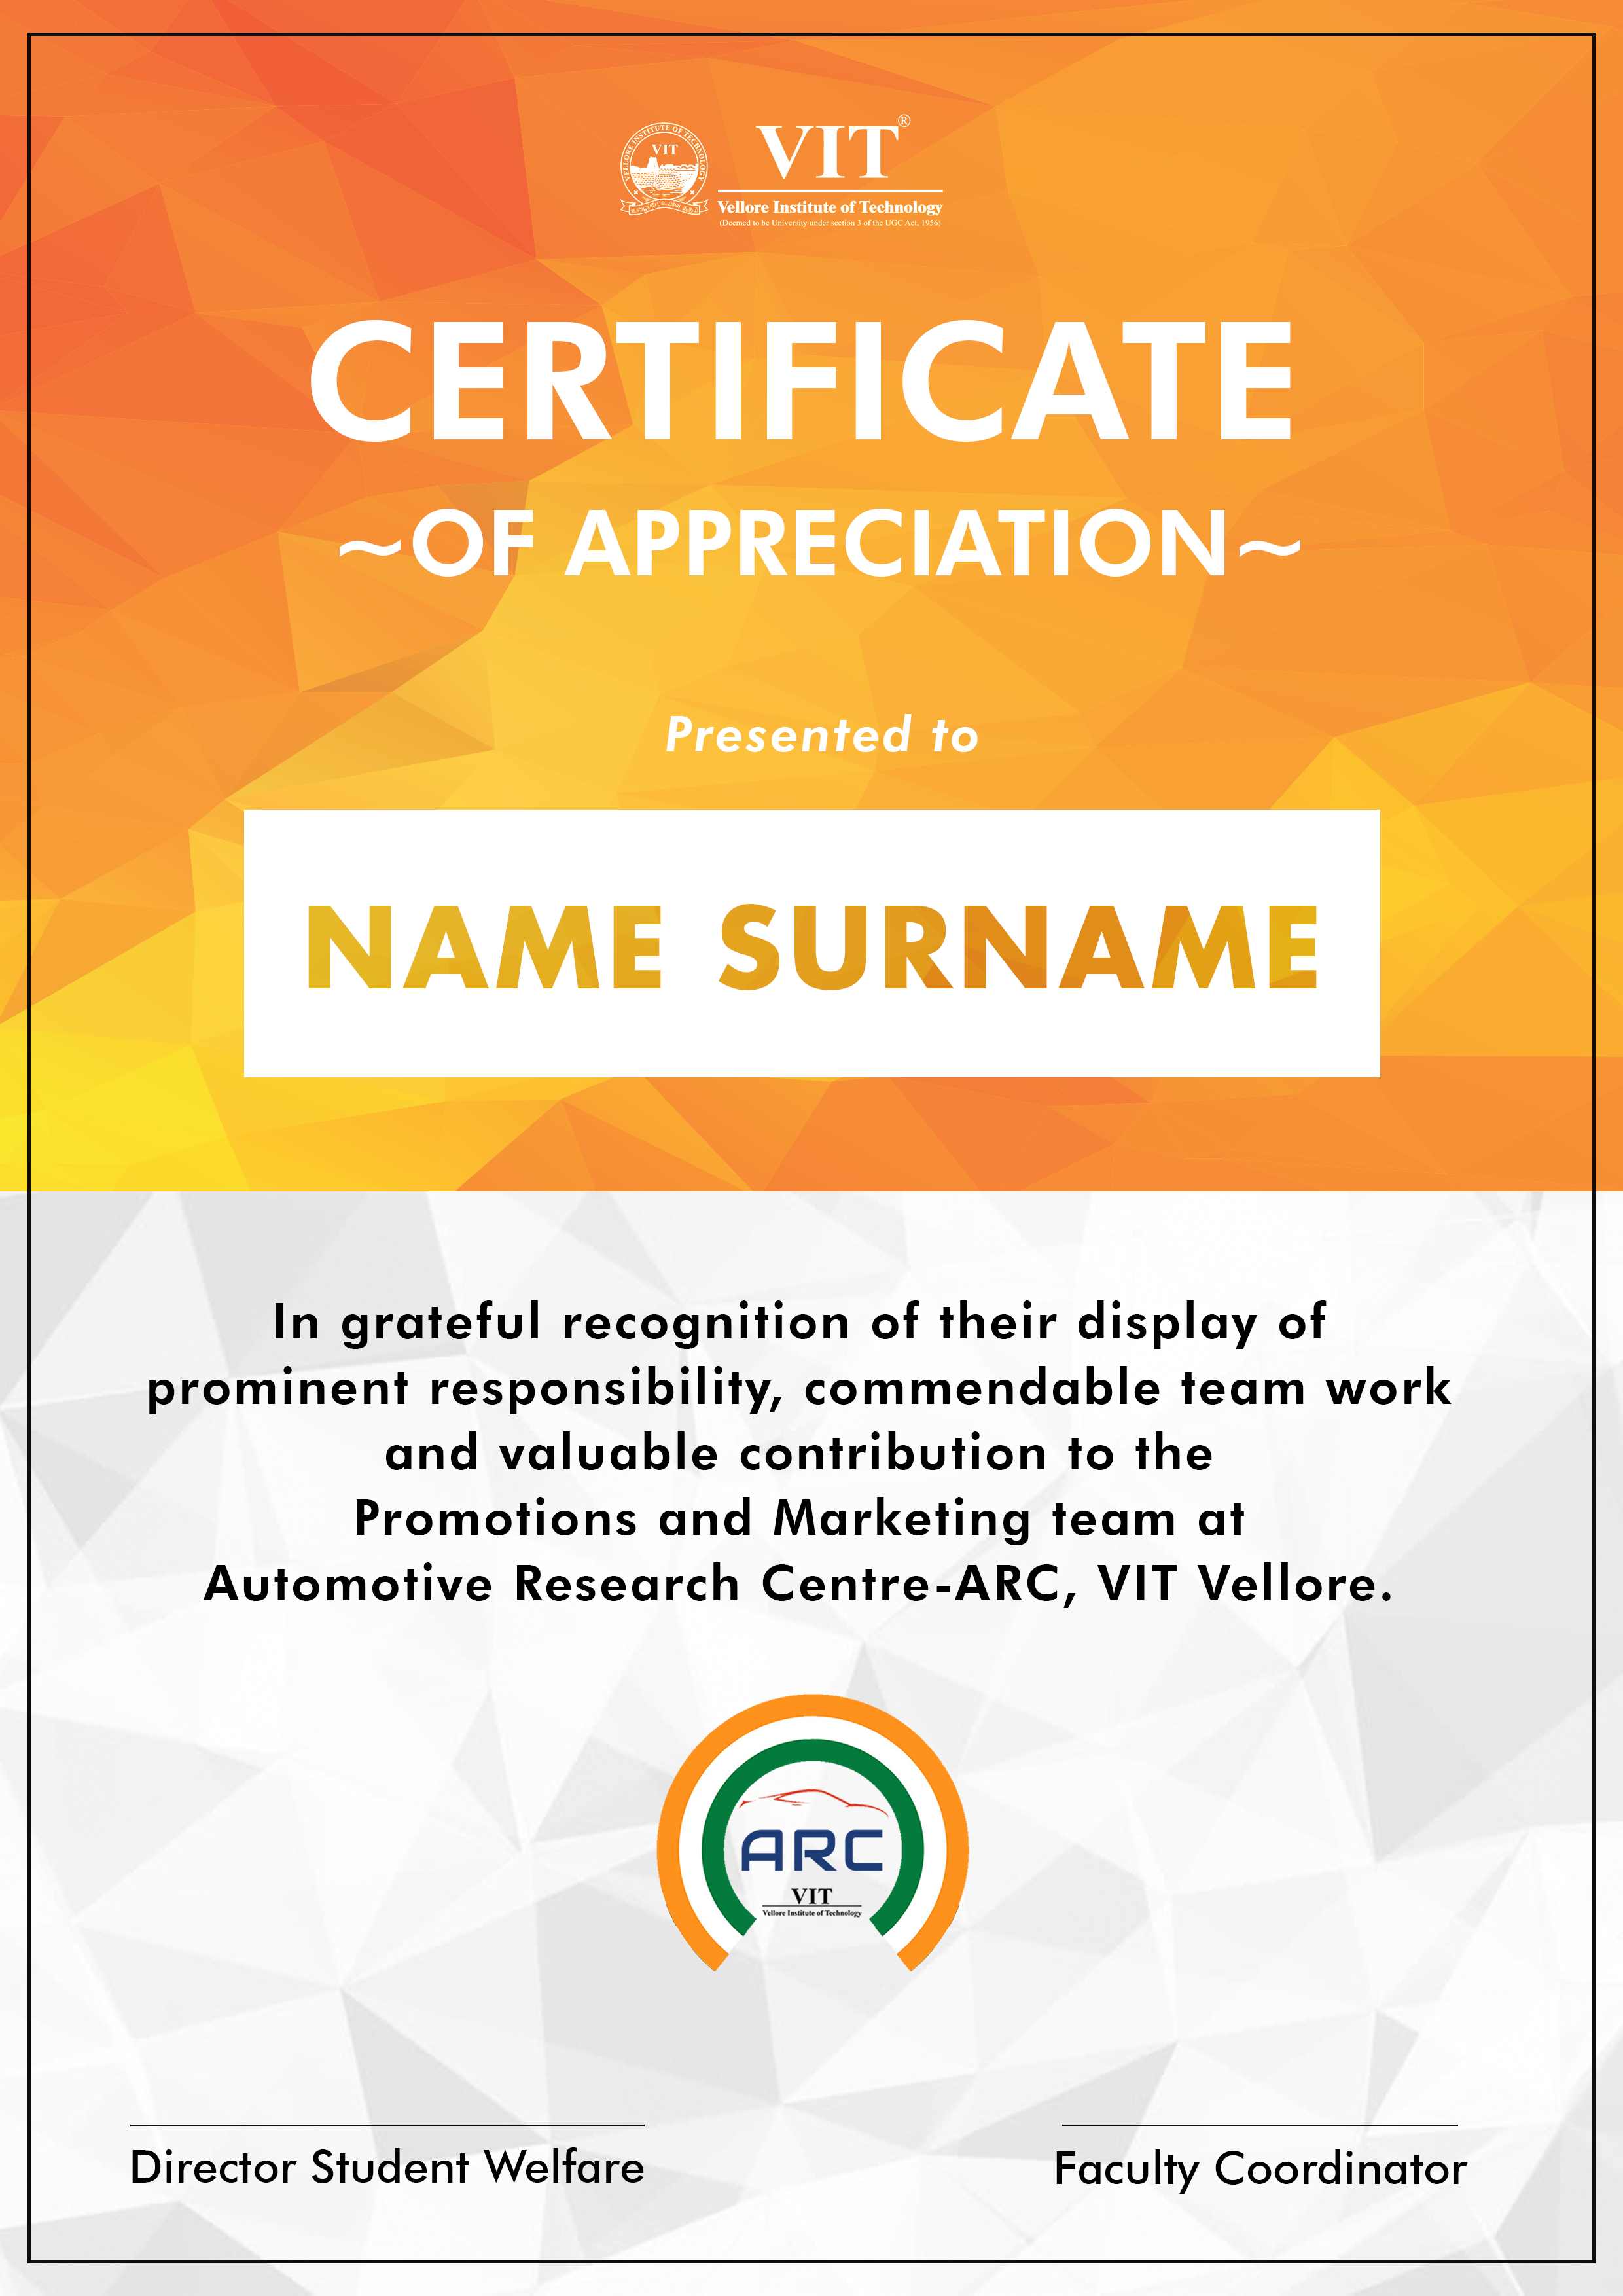 VELLORE INSTITUTE OF TECHNOLOGY
VIT
VIT®
Vellore Institute of Technology
(Deemed to be University under section 3 of the UGC Act, 1956)
CERTIFICATE
~OF APPRECIATION~
Presented to
NAME SURNAME
In grateful recognition of their display of
prominent responsibility, commendable team work
and valuable contribution to the
Promotions and Marketing team at
Automotive Research Centre-ARC, VIT Vellore.
ARC
VIT
Vellore Institute of Technology
Director Student Welfare
Faculty Coordinator